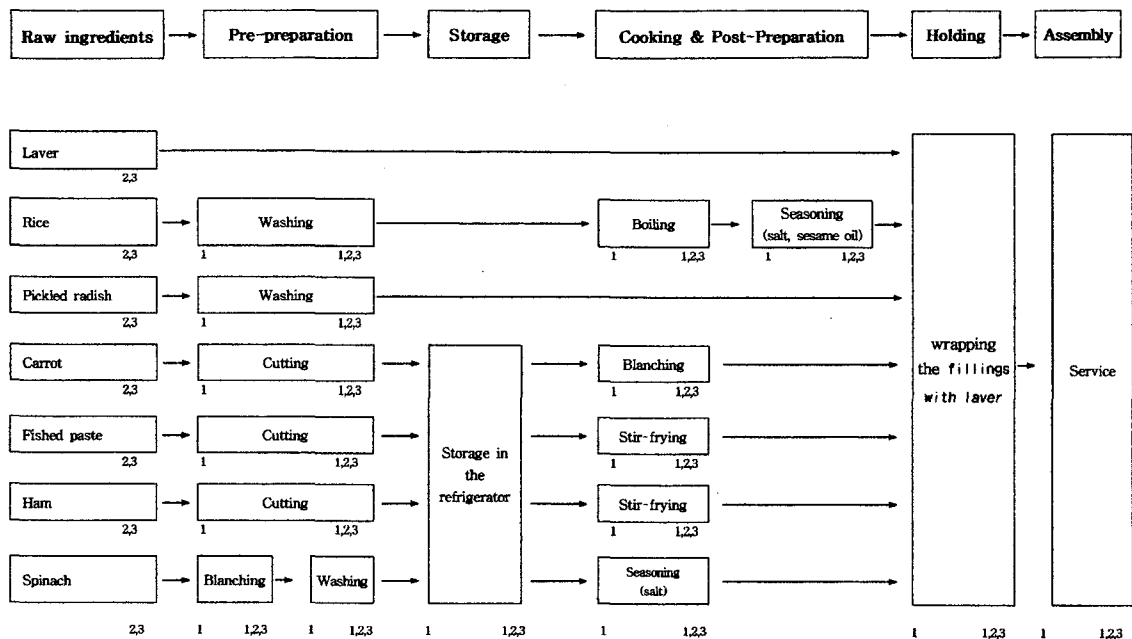 Raw ingredients Pre-preparation Storage Cooking & Post-Preparation Holding Assembly
Laver
2,3
Rice Washing Boiling Seasoning
(salt, sesame oil)
2,3 1 1,2,3 1 1,2,3 1 1,2,3
Pickled radish Washing
2,3 1 1,2,3
Carrot Cutting Blanching
2,3 1 1,2,3 1 1,2,3
Fished paste Cutting Stir-frying
2,3 1 1,2,3 1 1,2,3
Ham Cutting Stir-frying
2,3 1 1,2,3 1 1,2,3
Storage in
the
refrigerator
wrapping
the fillings
with laver
Service
Spinach Blanching Washing Seasoning
(salt)
2,3 1 1,2,3 1 1,2,3 1 1,2,3 1 1,2,3 1 1,2,3 1 1,2,3